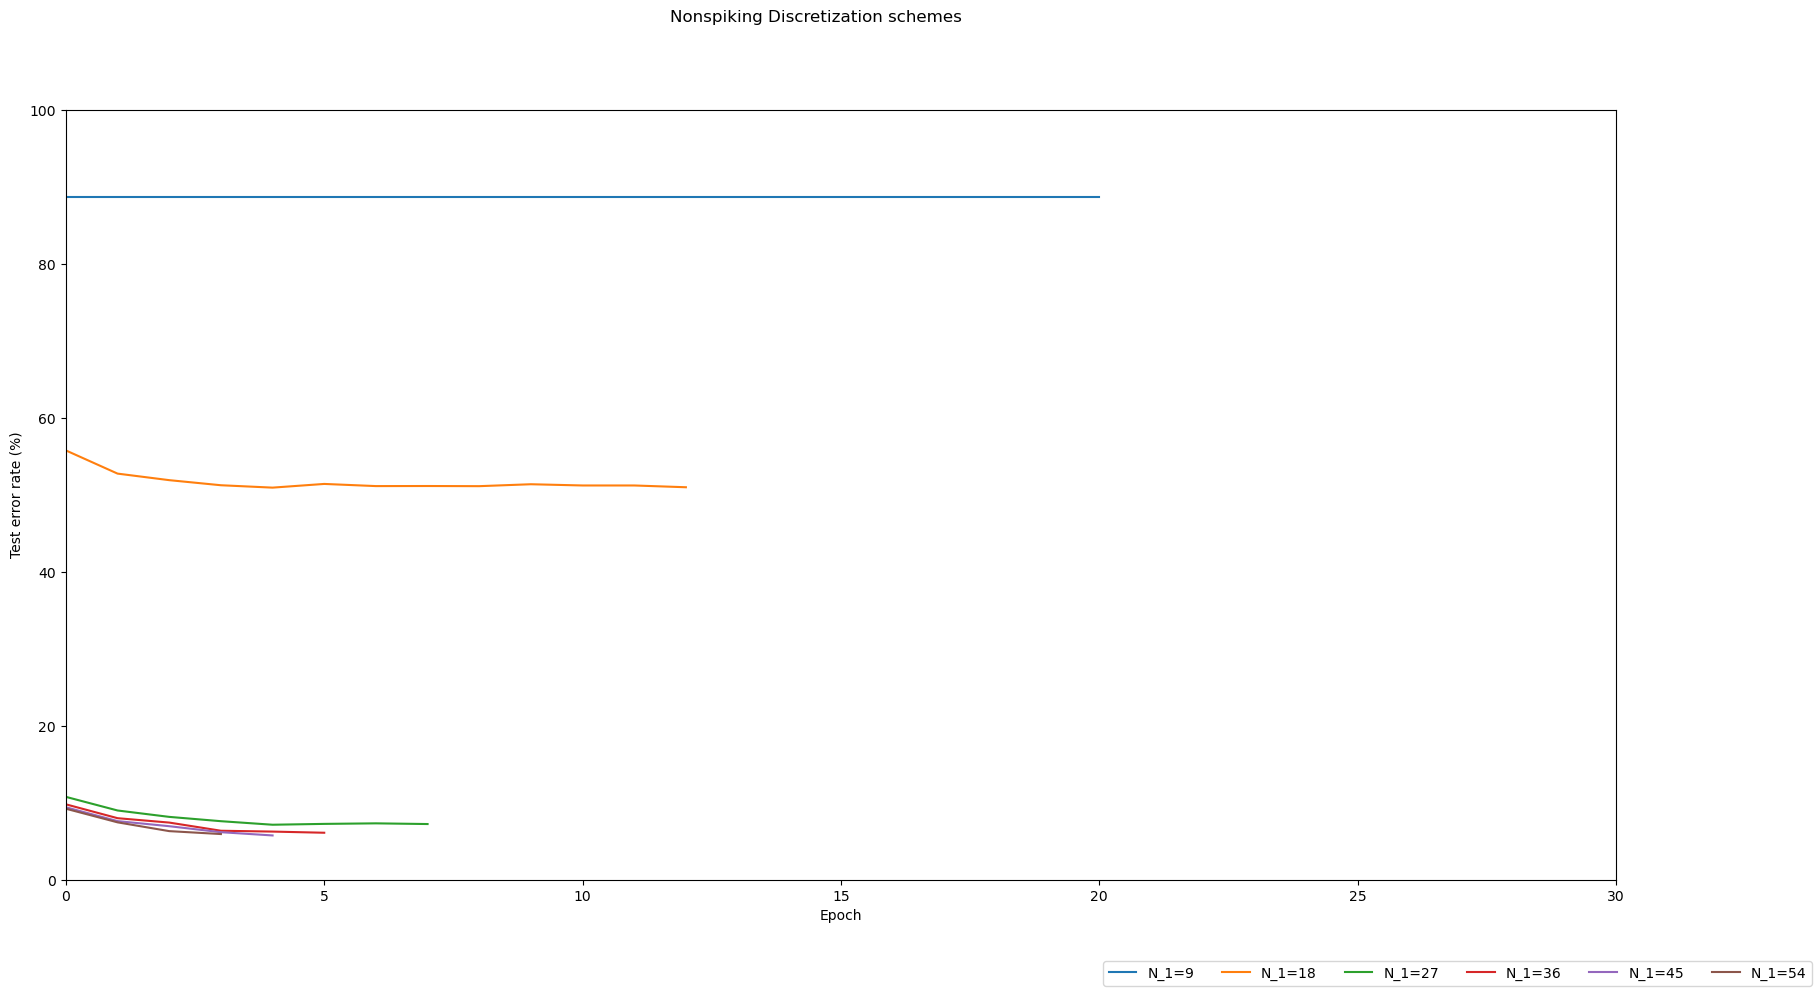 Nonspiking Discretization schemes
100
80
60
40
20
0
Test error rate (%)
0 5 10 15 20 25 30
Epoch
N_1=9 N_1=18 N_1=27 N_1=36 N_1=45 N_1=54